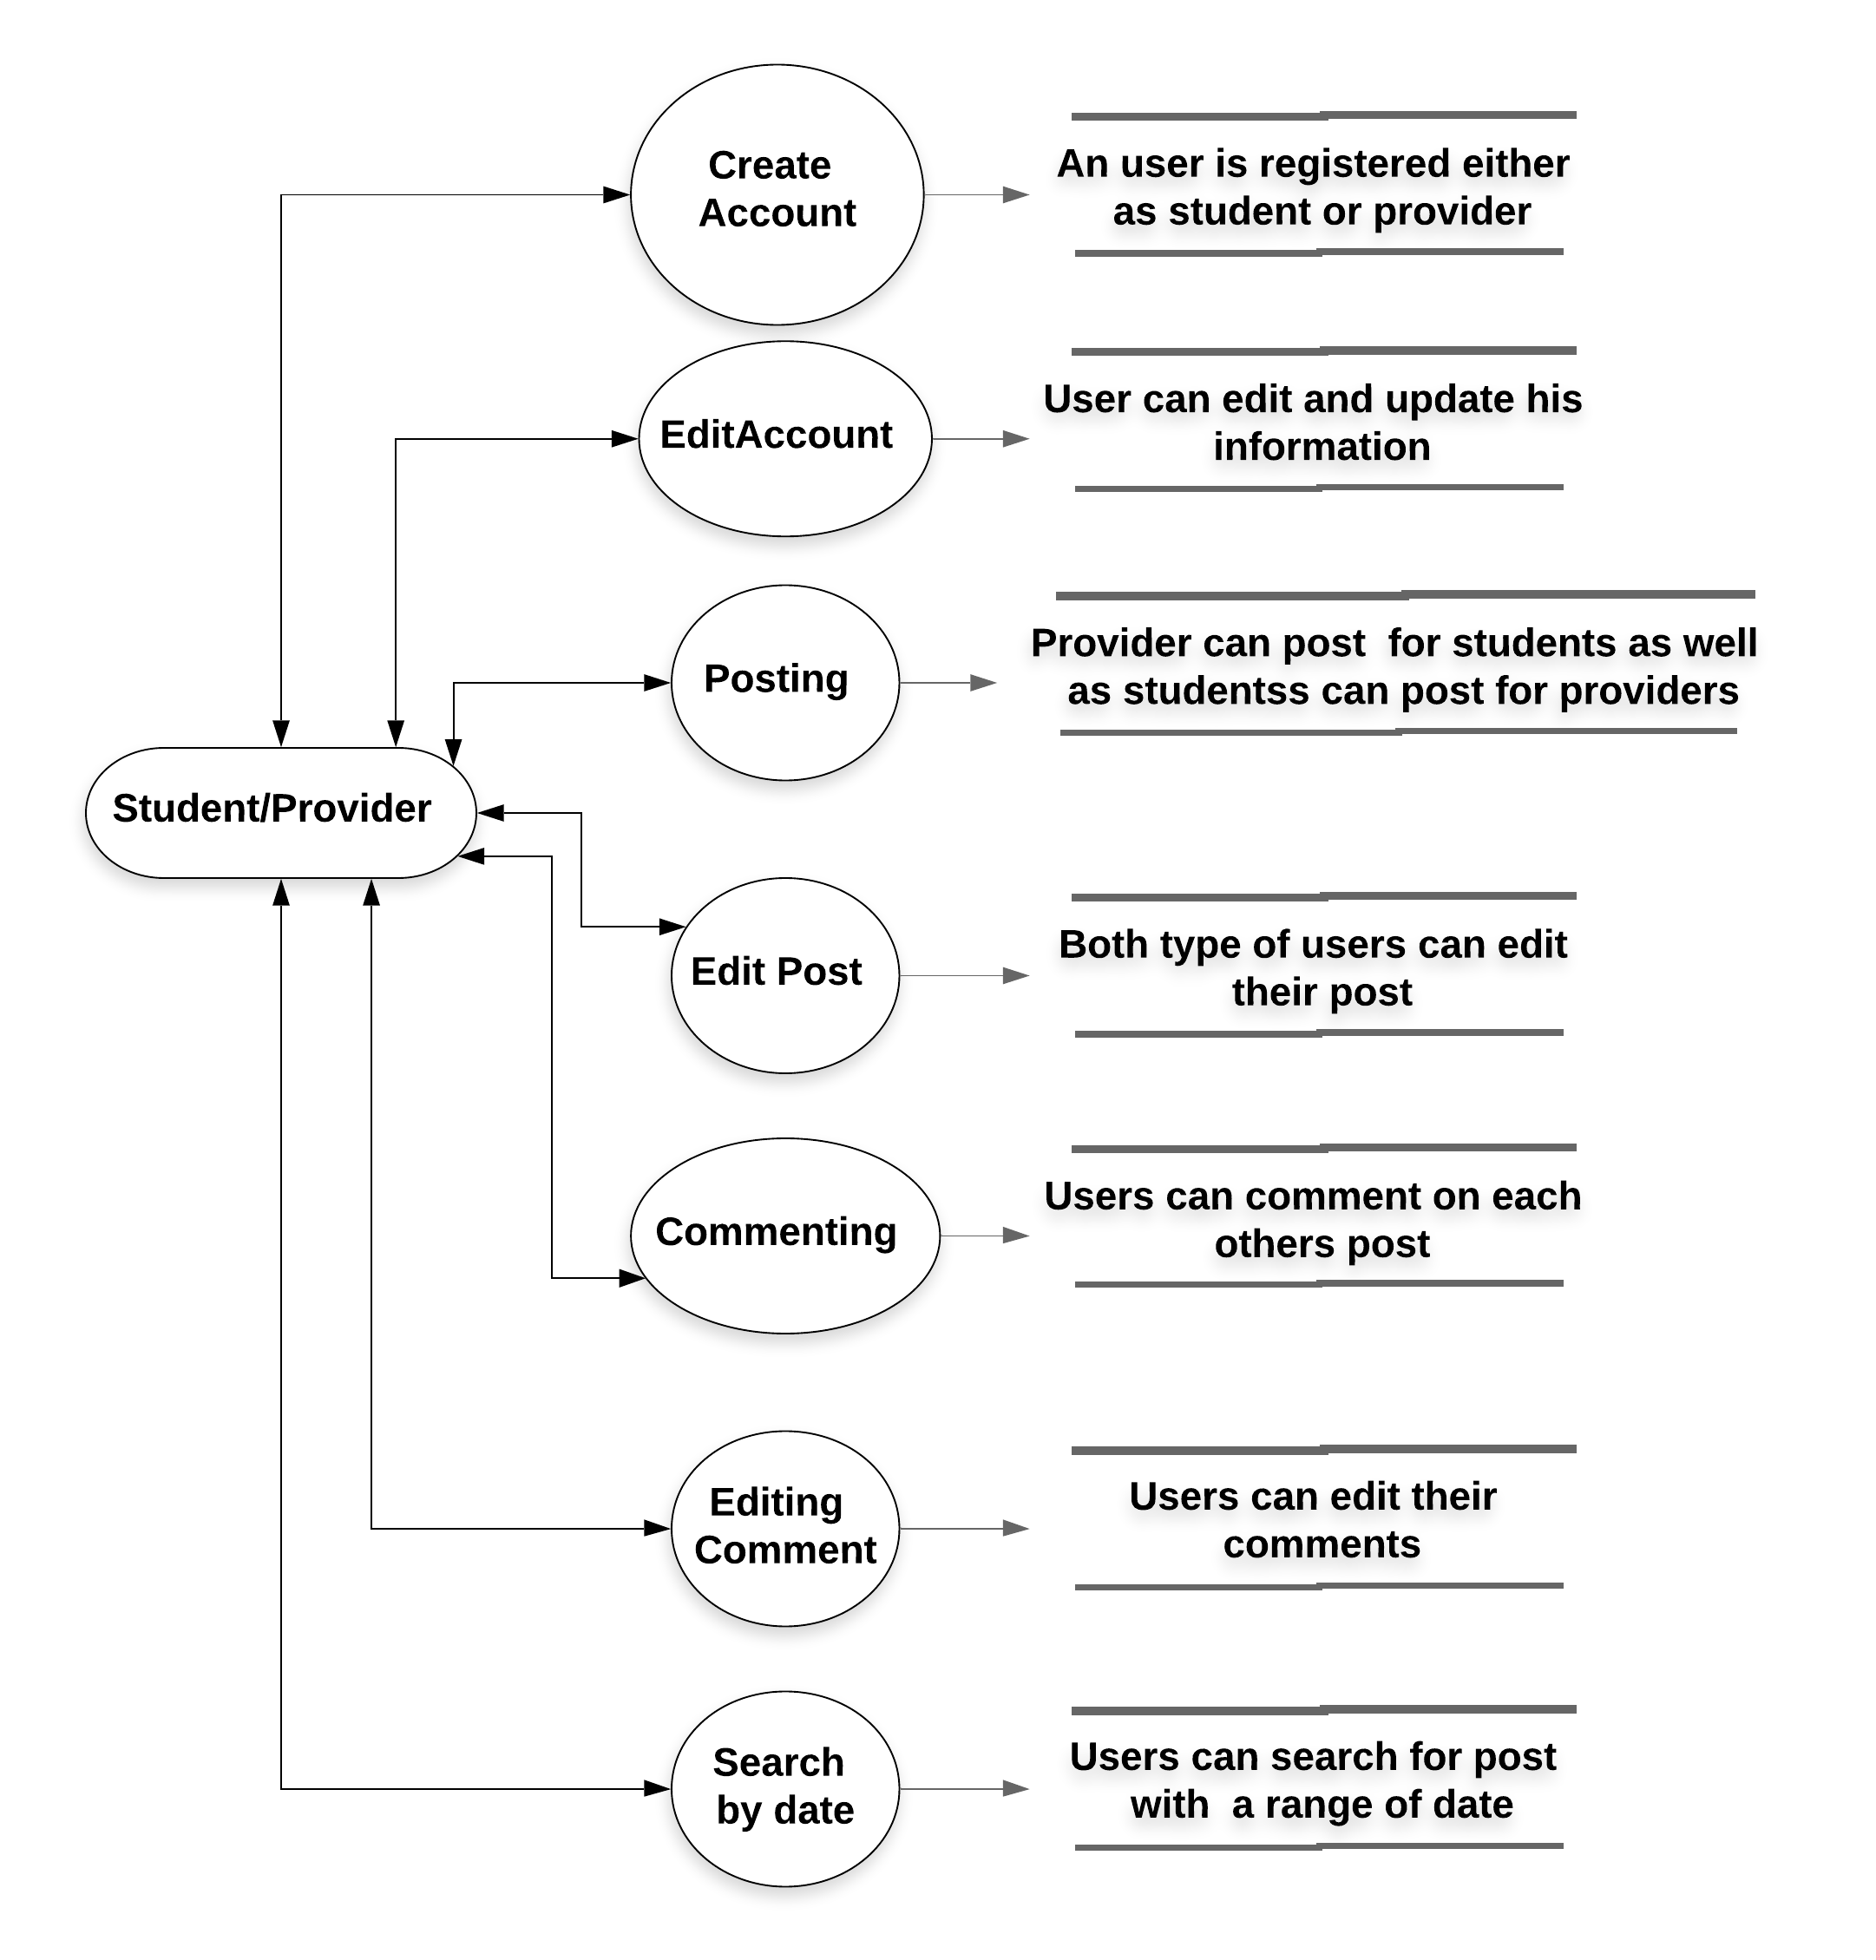 Create
Account
An user is registered either
as student or provider
EditAccount
User can edit and update his
information
Posting
Provider can post  for students as well
as studentss can post for providers
Student/Provider
Edit Post
Both type of users can edit
their post
Commenting
Users can comment on each
others post
Editing
Comment
Users can edit their
comments
Search
by date
Users can search for post
with  a range of date